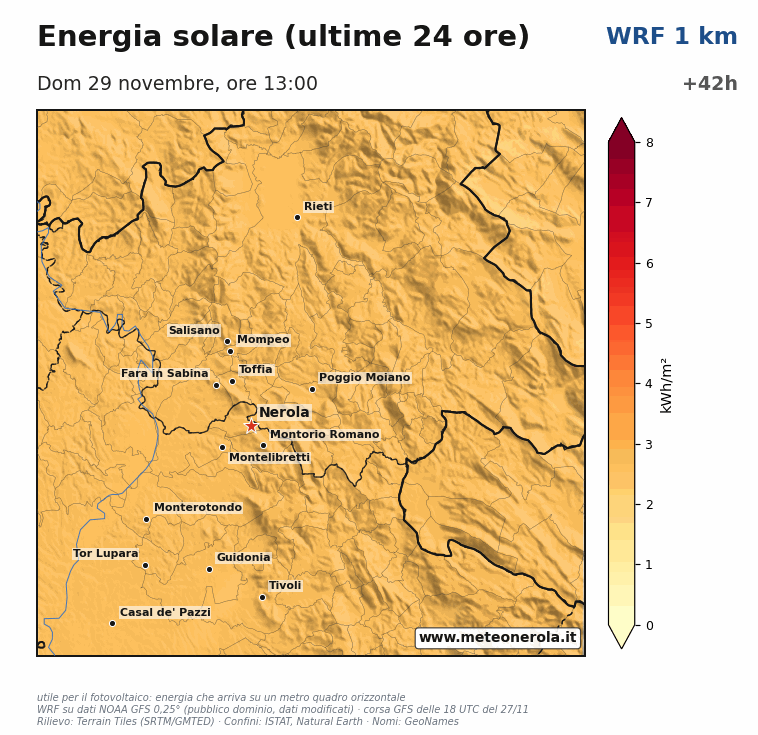 Energia solare (ultime 24 ore)
WRF 1 km
Dom 29 novembre, ore 13:00
+42h
Rieti
Salisano
Mompeo
Toffia
Fara in Sabina
Poggio Moiano
Nerola
Montorio Romano
Montelibretti
Monterotondo
Tor Lupara
Guidonia
Tivoli
Casal de' Pazzi
www.meteonerola.it
8
7
6
5
4
3
2
1
0
kWh/m²
utile per il fotovoltaico: energia che arriva su un metro quadro orizzontale
WRF su dati NOAA GFS 0,25° (pubblico dominio, dati modificati) · corsa GFS delle 18 UTC del 27/11
Rilievo: Terrain Tiles (SRTM/GMTED) · Confini: ISTAT, Natural Earth · Nomi: GeoNames